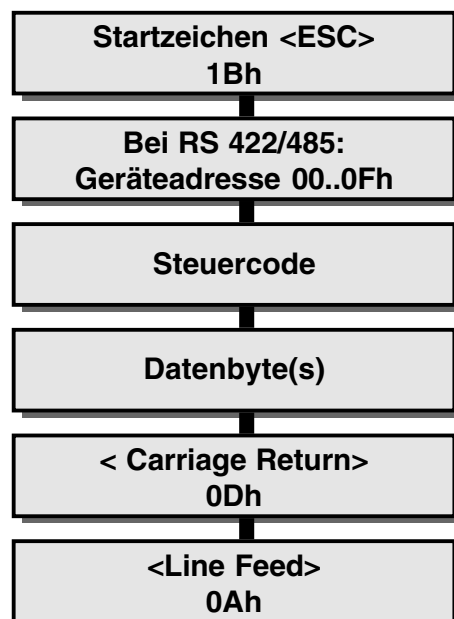 Startzeichen <ESC>
1Bh
Bei RS 422/485:
Geräteadresse 00..0Fh
Steuercode
Datenbyte(s)
< Carriage Return>
0Dh
<Line Feed>
0Ah